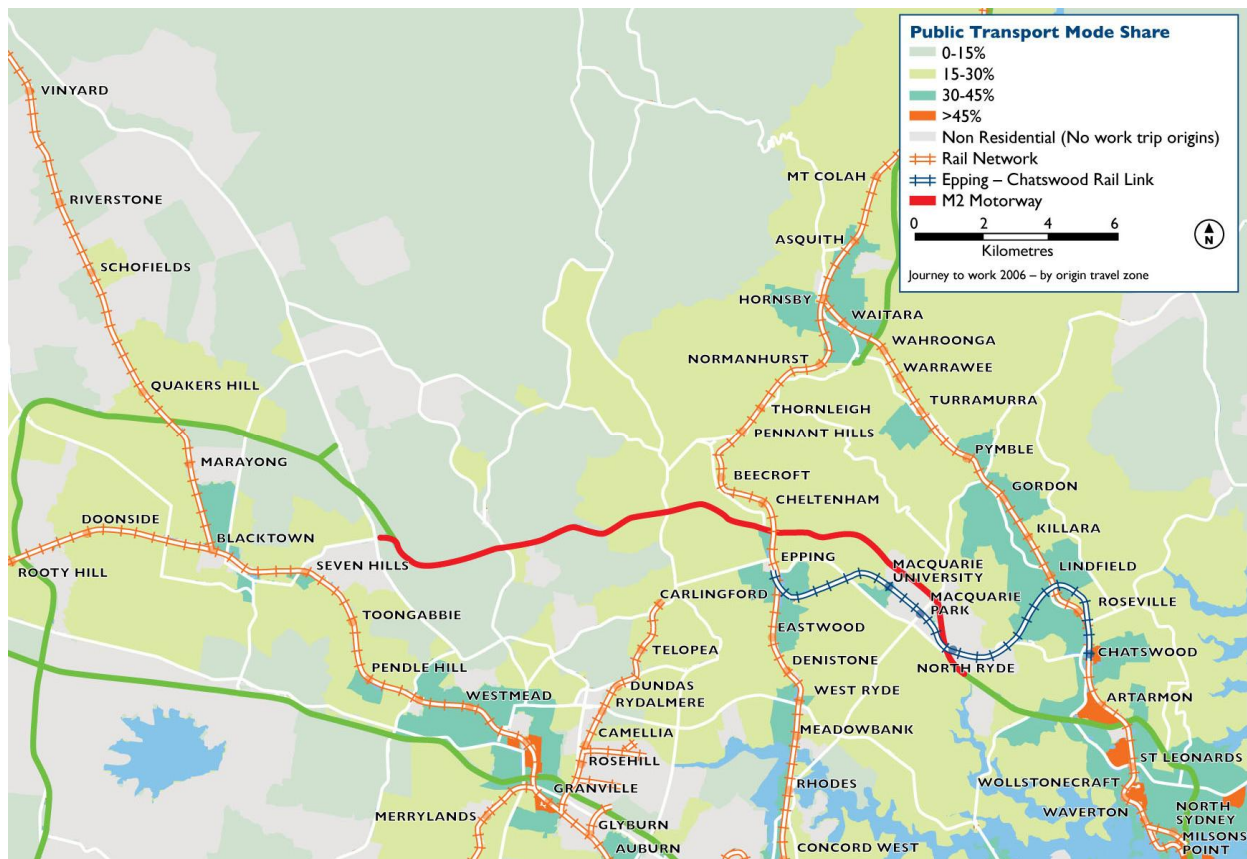 Public Transport Mode Share
0-15%
15-30%
30-45%
>45%
Non Residential (No work trip origins)
Rail Network
Epping – Chatswood Rail Link
M2 Motorway
0 2 4 6
Kilometres
N
Journey to work 2006 – by origin travel zone
VINYARD
MT COLAH
RIVERSTONE
ASQUITH
SCHOFIELDS
HORNSBY
WAITARA
WAHROONGA
NORMANHURST
WARRAWEE
QUAKERS HILL
TURRAMURRA
THORNLEIGH
PENNANT HILLS
PYMBLE
MARAYONG
BEECROFT
GORDON
CHELTENHAM
DOONSIDE
KILLARA
BLACKTOWN
EPPING
MACQUARIE
UNIVERSITY
LINDFIELD
ROOTY HILL
SEVEN HILLS
CARLINGFORD
MACQUARIE
PARK
ROSEVILLE
TOONGABBIE
EASTWOOD
TELOPEA
CHATSWOOD
PENDLE HILL
DENISTONE
NORTH RYDE
WESTMEAD
DUNDAS
RYDALMERE
WEST RYDE
ARTARMON
CAMELLIA
MEADOWBANK
ROSEHILL
ST LEONARDS
GRANVILLE
RHODES
WOLLSTONECRAFT
MERRYLANDS
GLYBURN
WAVERTON
NORTH
SYDNEY
AUBURN
CONCORD WEST
MILSONS
POINT